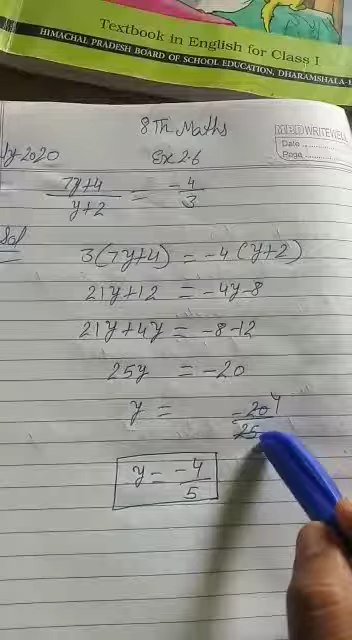 Textbook in English for Class I
HIMACHAL PRADESH BOARD OF SCHOOL EDUCATION, DHARAMSHALA-1
8Th Maths
MBD WRITEWELL
Date
Page
2020
Ex 2.6
7y+4/y+2 = -4/3
Sol
3(7y+4) = -4(y+2)
21y+12 = -4y-8
21y+4y = -8-12
25y = -20
y = -20/25 4
y = -4/5